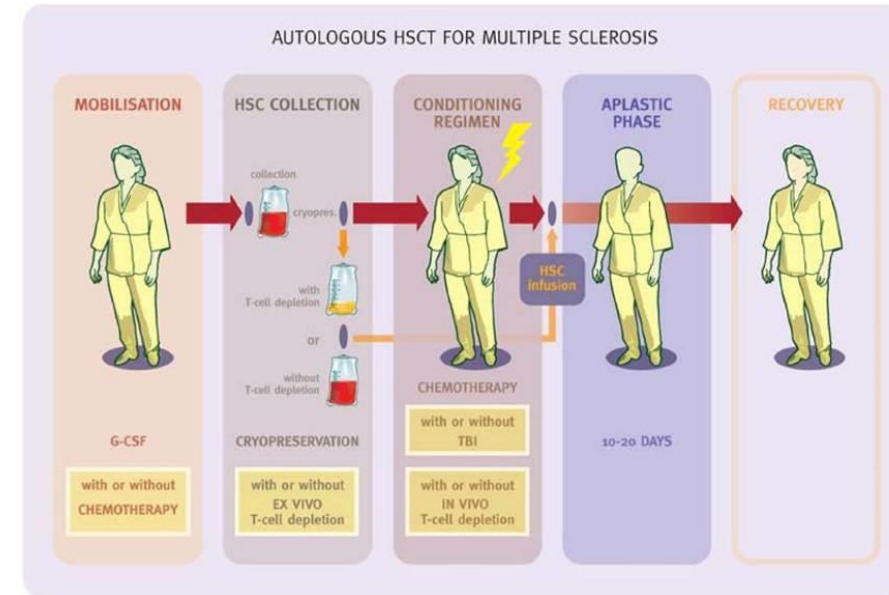 AUTOLOGOUS HSCT FOR MULTIPLE SCLEROSIS
MOBILISATION
G-CSF
with or without
CHEMOTHERAPY
HSC COLLECTION
collection
cryopres.
with
T-cell depletion
or
without
T-cell depletion
CRYOPRESERVATION
with or without
EX VIVO
T-cell depletion
CONDITIONING
REGIMEN
CHEMOTHERAPY
with or without
TBI
with or without
IN VIVO
T-cell depletion
HSC
infusion
APLASTIC
PHASE
10-20 DAYS
RECOVERY